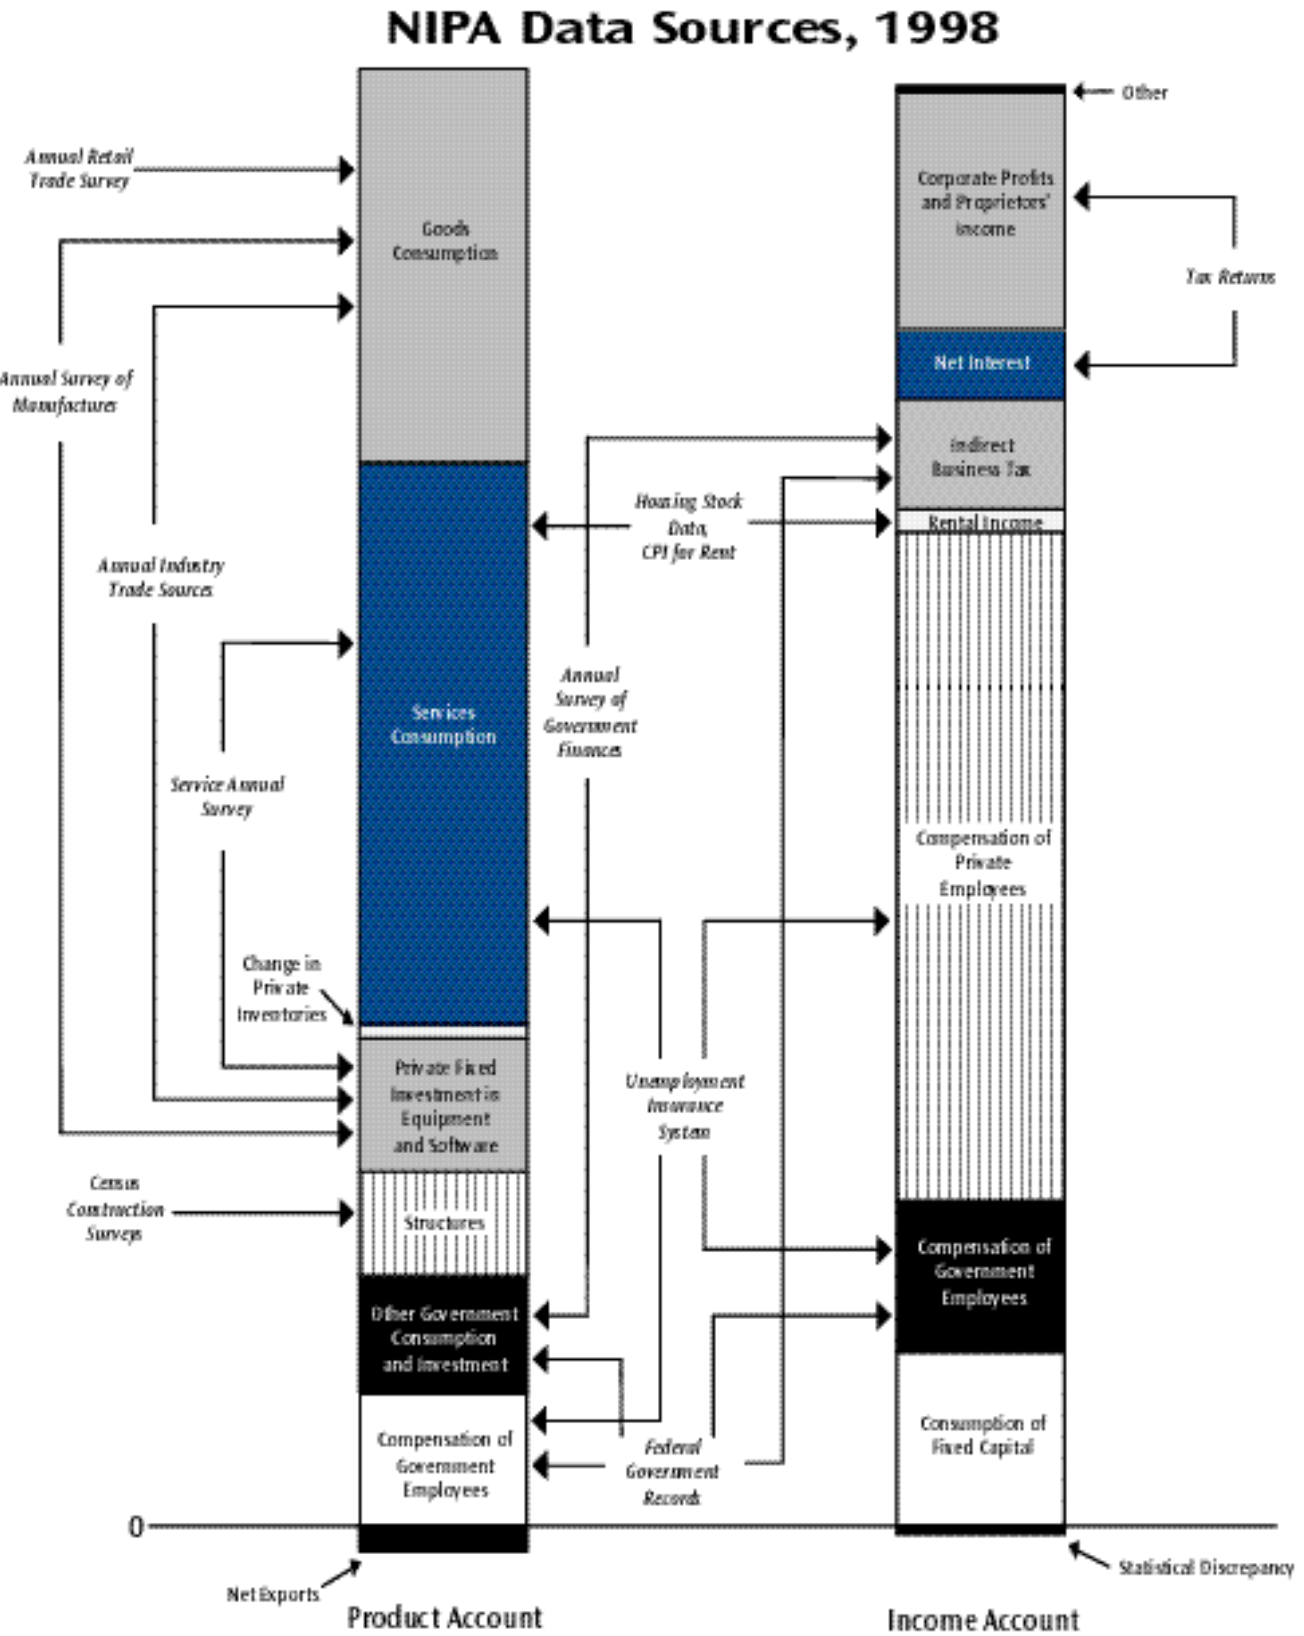 NIPA Data Sources, 1998
Other
Annual Retail
Trade Survey
Corporate Profits
and Proprietors'
Income
Goods
Consumption
Tax Returns
Net Interest
Annual Survey of
Manufactures
Indirect
Business Tax
Housing Stock
Data,
CPI for Rent
Rental Income
Annual Industry
Trade Sources
Annual
Survey of
Government
Finances
Services
Consumption
Service Annual
Survey
Compensation of
Private
Employees
Change in
Private
Inventories
Private Fixed
Investment in
Equipment
and Software
Unemployment
Insurance
System
Census
Construction
Surveys
Structures
Compensation of
Government
Employees
Other Government
Consumption
and Investment
Compensation of
Government
Employees
Federal
Government
Records
Consumption of
Fixed Capital
0
Net Exports
Statistical Discrepancy
Product Account
Income Account